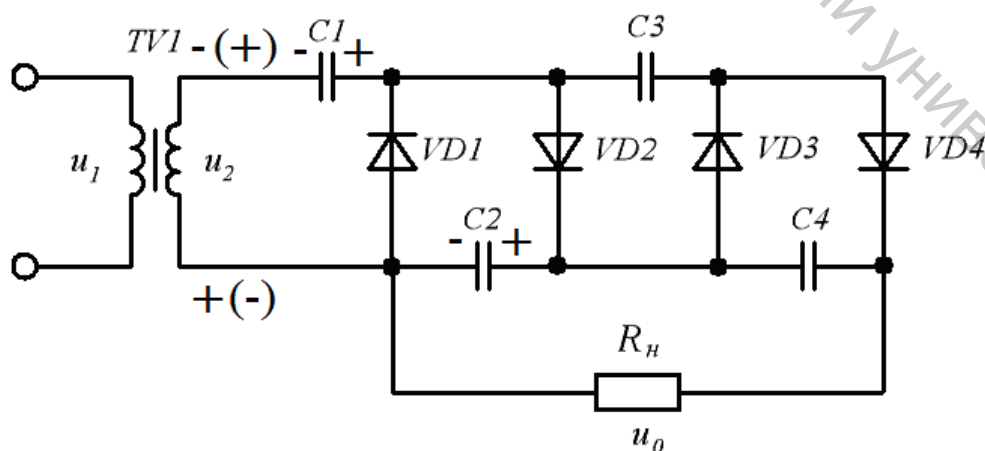 TV1 -(+) - C1 + C3
u₁ u₂ VD1 VD2 VD3 VD4
- C2 + C4
+(-)
Rн
u₀